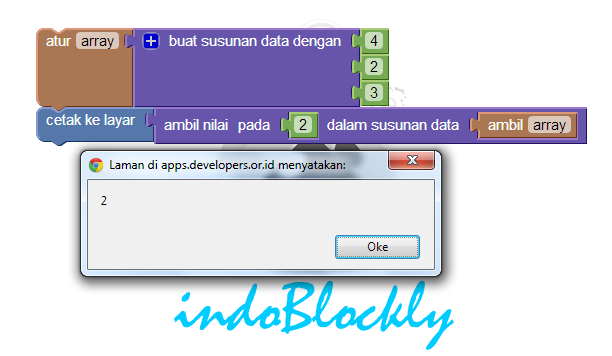 atur array buat susunan data dengan 4
2
3
cetak ke layar ambil nilai pada 2 dalam susunan data ambil array
Laman di apps.developers.or.id menyatakan:
2
Oke
indoBlockly